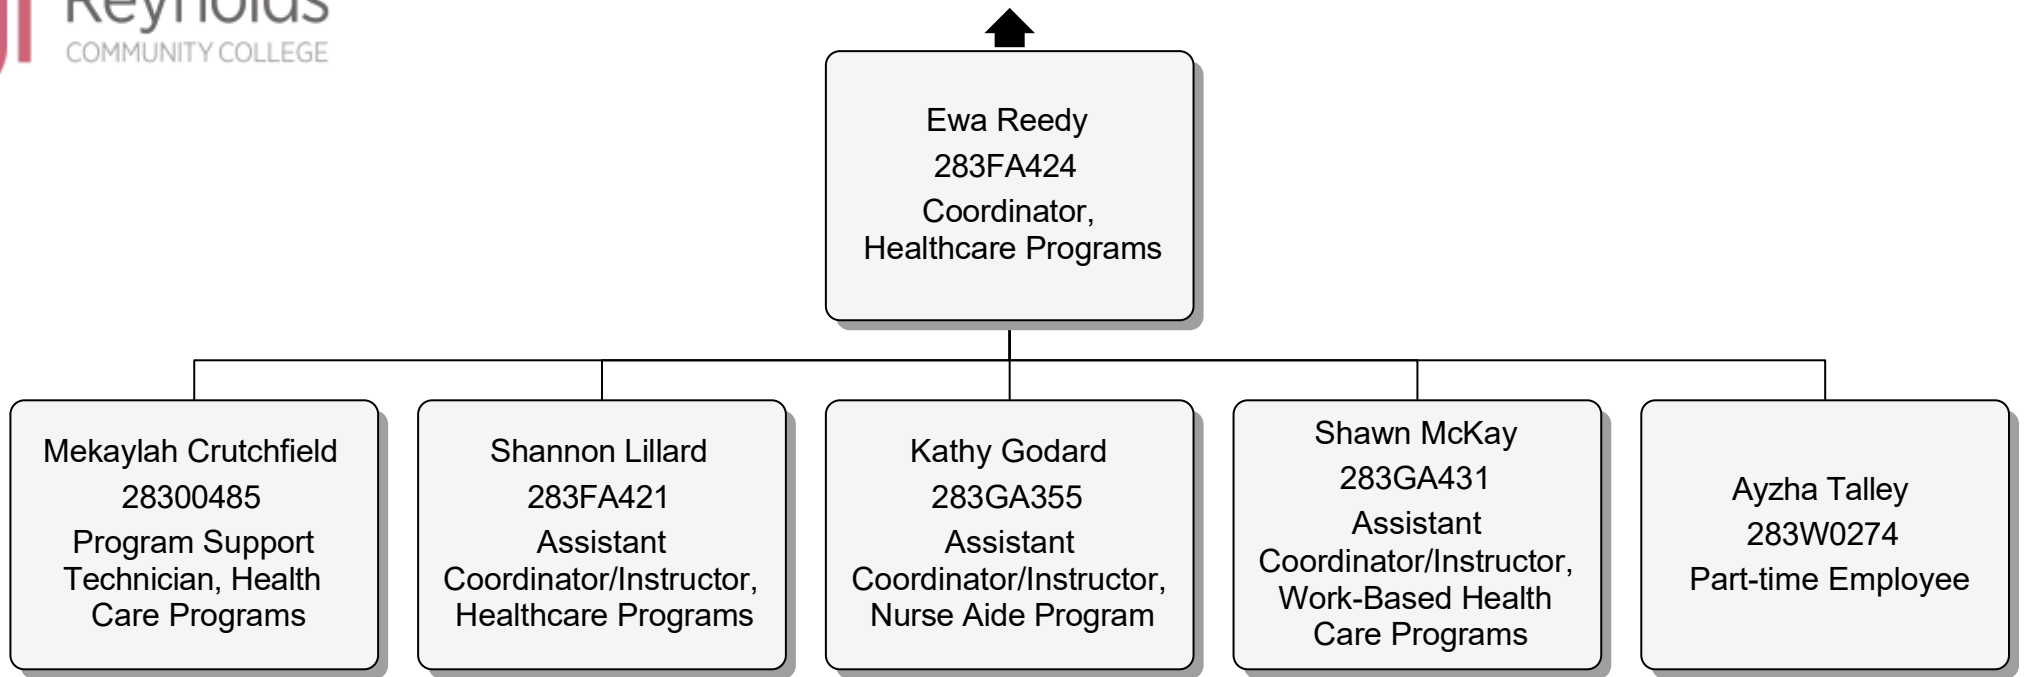 Reynolds
COMMUNITY COLLEGE
Ewa Reedy
283FA424
Coordinator,
Healthcare Programs
Mekaylah Crutchfield
28300485
Program Support
Technician, Health
Care Programs
Shannon Lillard
283FA421
Assistant
Coordinator/Instructor,
Healthcare Programs
Kathy Godard
283GA355
Assistant
Coordinator/Instructor,
Nurse Aide Program
Shawn McKay
283GA431
Assistant
Coordinator/Instructor,
Work-Based Health
Care Programs
Ayzha Talley
283W0274
Part-time Employee